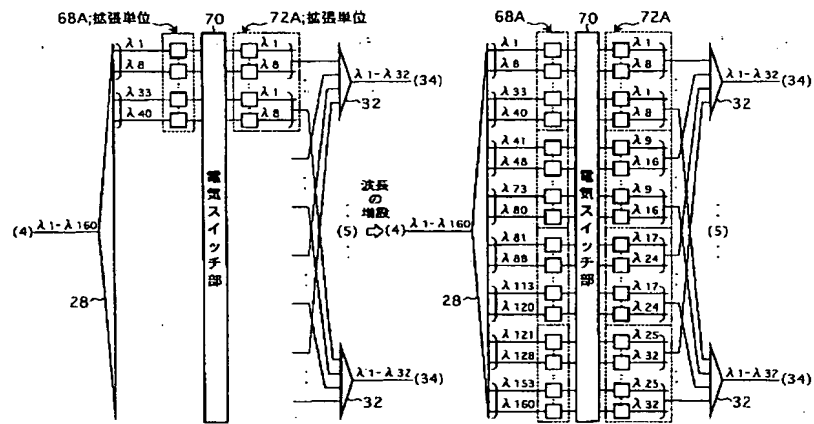 68A;拡張単位
70
72A;拡張単位
λ1
λ8
λ33
λ40
電気スイッチ部
λ1
λ8
λ1
λ8
λ1-λ32
(34)
32
(4)
λ1-λ160
28
(5)
λ1-λ32
(34)
32
波長の増設
68A
70
72A
λ1
λ8
λ33
λ40
λ41
λ48
λ73
λ80
λ81
λ88
λ113
λ120
λ121
λ128
λ153
λ160
電気スイッチ部
λ1
λ8
λ1
λ8
λ9
λ16
λ9
λ16
λ17
λ24
λ17
λ24
λ25
λ32
λ25
λ32
λ1-λ32
(34)
32
(4)
λ1-λ160
28
(5)
λ1-λ32
(34)
32